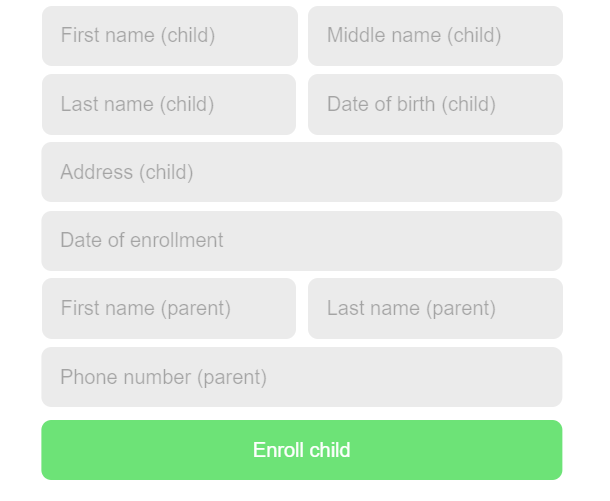 First name (child)
Middle name (child)
Last name (child)
Date of birth (child)
Address (child)
Date of enrollment
First name (parent)
Last name (parent)
Phone number (parent)
Enroll child